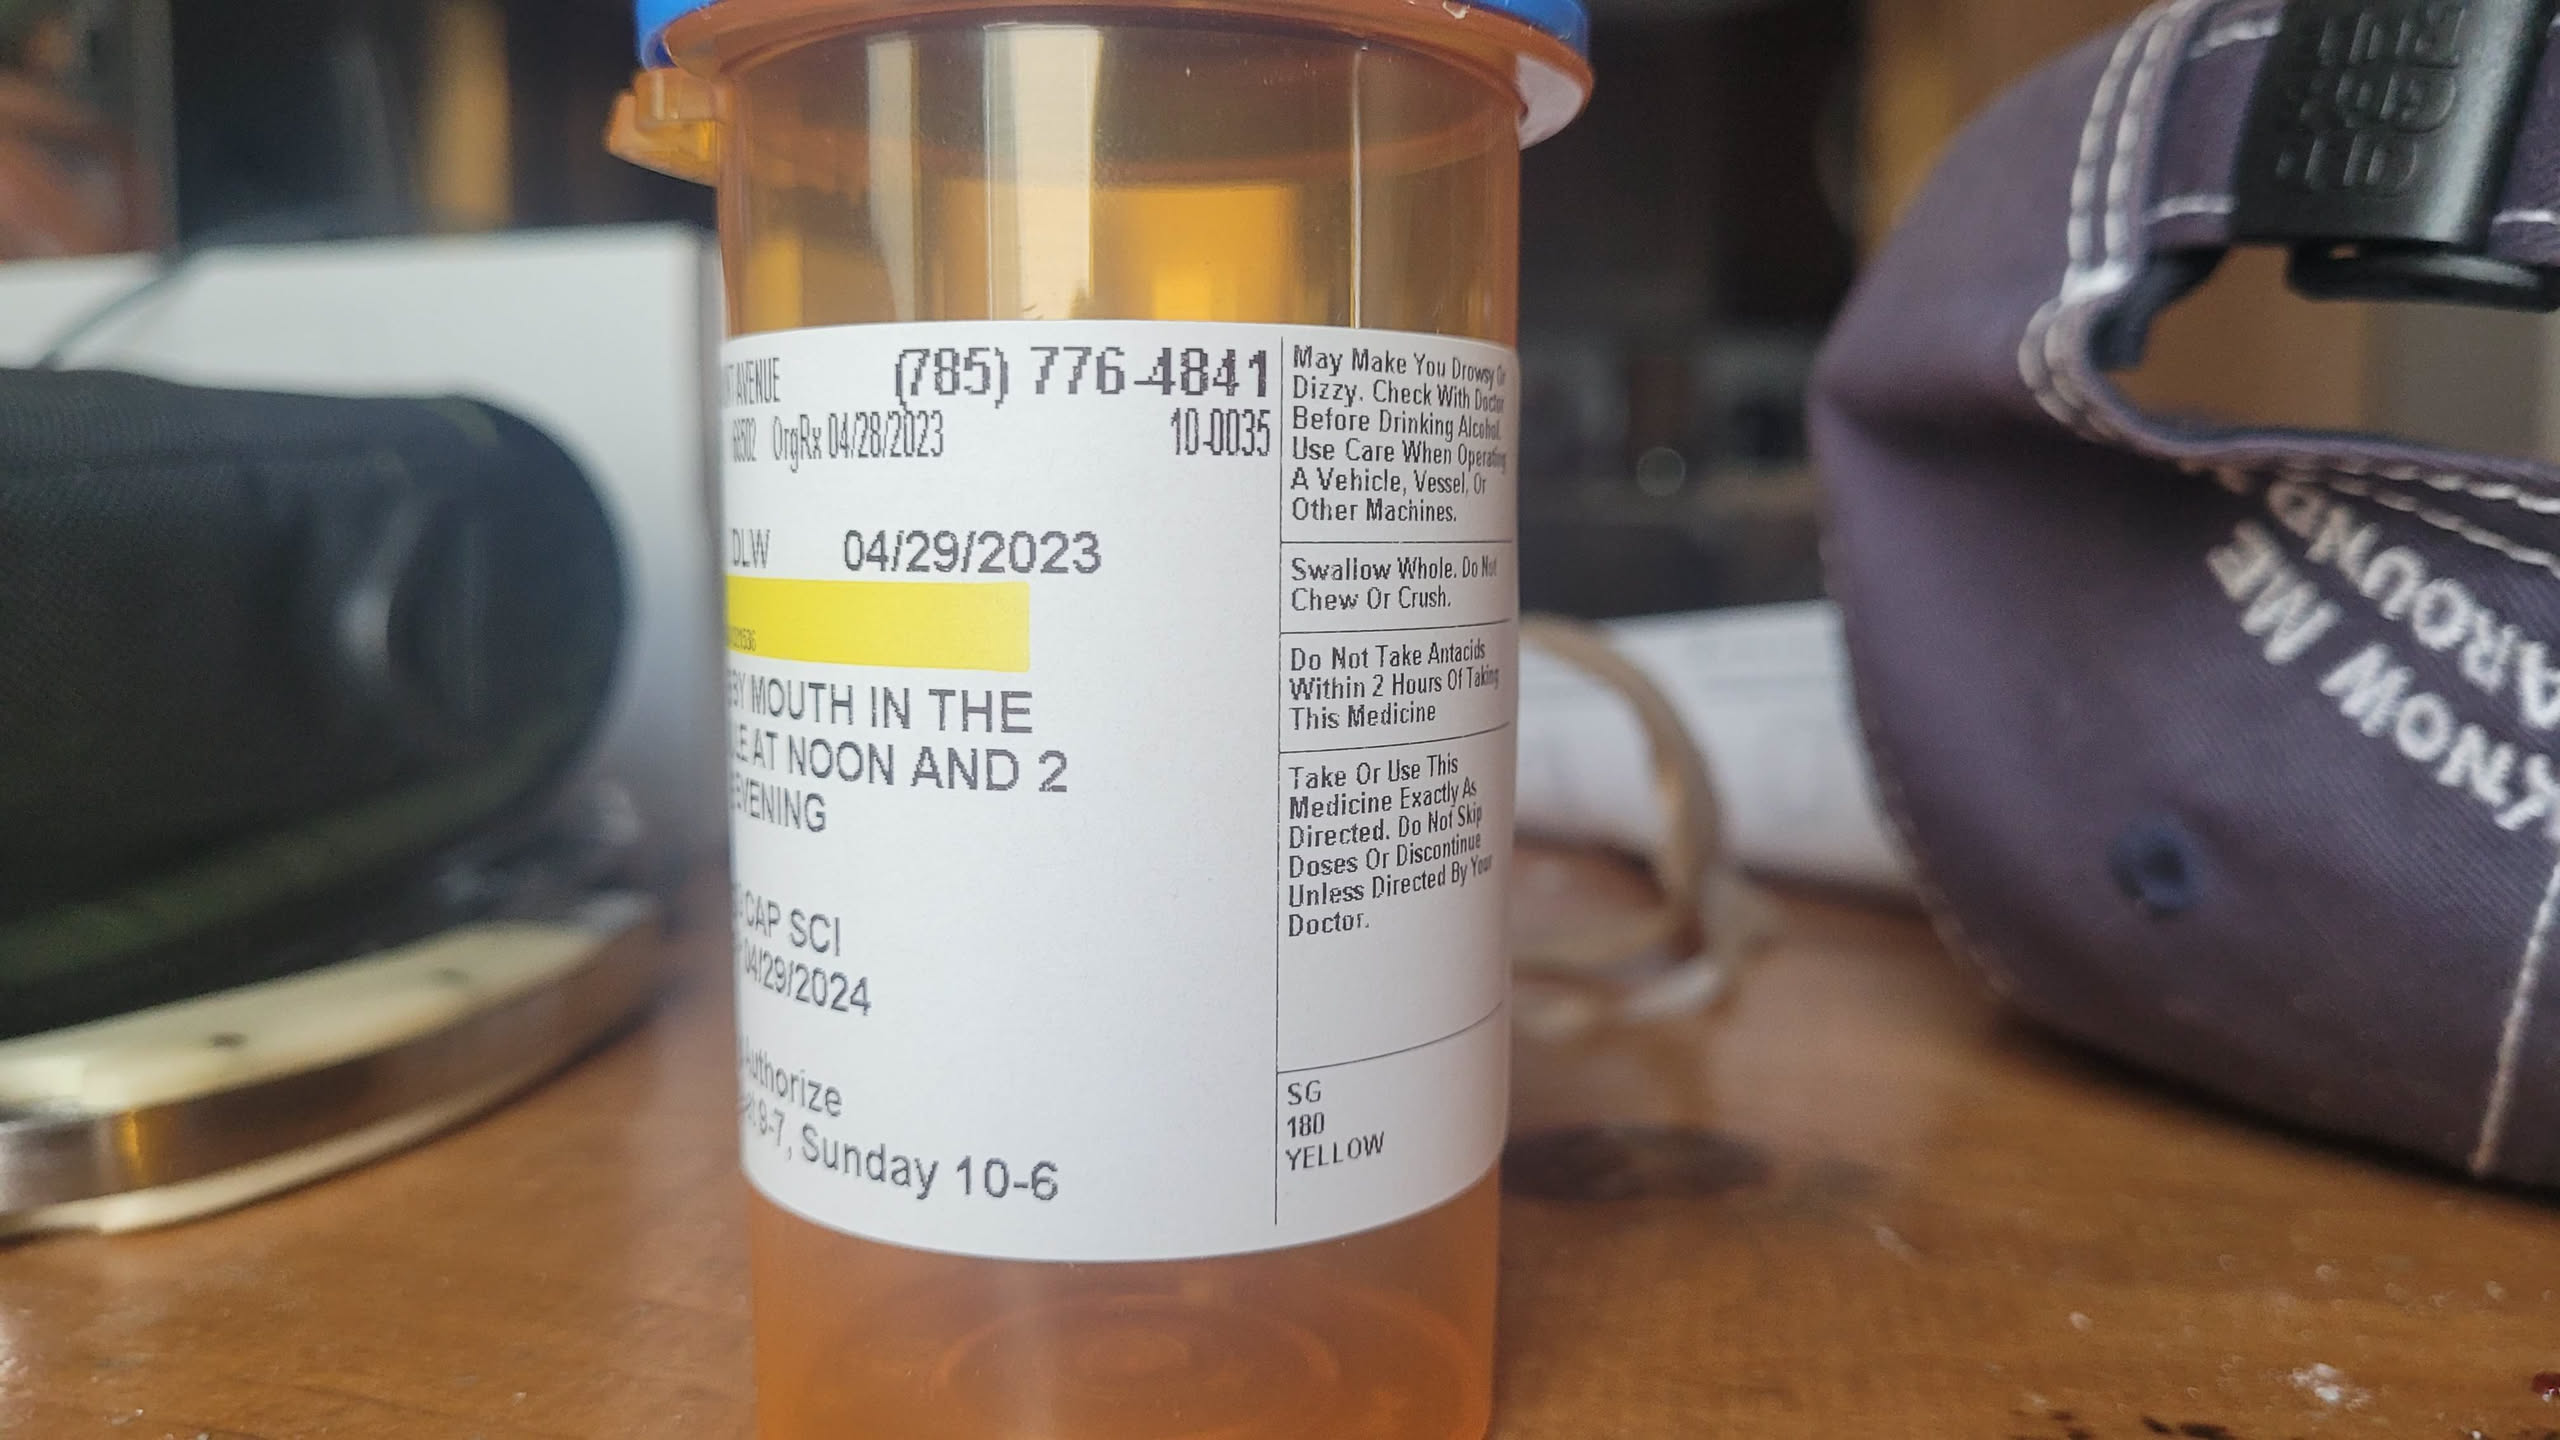 AVENUE (785) 776-4841
66502 OrgRx 04/28/2023 10-0035
DLW 04/29/2023
BY MOUTH IN THE
AT NOON AND 2
EVENING
CAP SCI
04/29/2024
Authorize
9-7, Sunday 10-6
May Make You Drowsy Or
Dizzy. Check With Doctor
Before Drinking Alcohol.
Use Care When Operating
A Vehicle, Vessel, Or
Other Machines.
Swallow Whole. Do Not
Chew Or Crush.
Do Not Take Antacids
Within 2 Hours Of Taking
This Medicine
Take Or Use This
Medicine Exactly As
Directed. Do Not Skip
Doses Or Discontinue
Unless Directed By Your
Doctor.
SG
180
YELLOW
KNOW ME
AROUND